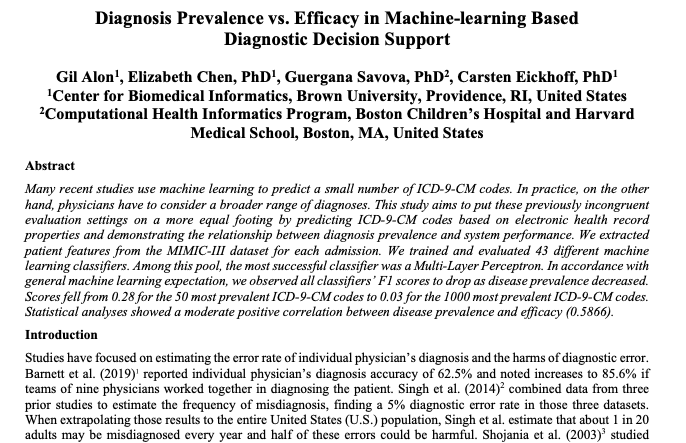 Diagnosis Prevalence vs. Efficacy in Machine-learning Based
Diagnostic Decision Support
Gil Alon¹, Elizabeth Chen, PhD¹, Guergana Savova, PhD², Carsten Eickhoff, PhD¹
¹Center for Biomedical Informatics, Brown University, Providence, RI, United States
²Computational Health Informatics Program, Boston Children's Hospital and Harvard
Medical School, Boston, MA, United States
Abstract
Many recent studies use machine learning to predict a small number of ICD-9-CM codes. In practice, on the other
hand, physicians have to consider a broader range of diagnoses. This study aims to put these previously incongruent
evaluation settings on a more equal footing by predicting ICD-9-CM codes based on electronic health record
properties and demonstrating the relationship between diagnosis prevalence and system performance. We extracted
patient features from the MIMIC-III dataset for each admission. We trained and evaluated 43 different machine
learning classifiers. Among this pool, the most successful classifier was a Multi-Layer Perceptron. In accordance with
general machine learning expectation, we observed all classifiers' F1 scores to drop as disease prevalence decreased.
Scores fell from 0.28 for the 50 most prevalent ICD-9-CM codes to 0.03 for the 1000 most prevalent ICD-9-CM codes.
Statistical analyses showed a moderate positive correlation between disease prevalence and efficacy (0.5866).
Introduction
Studies have focused on estimating the error rate of individual physician's diagnosis and the harms of diagnostic error.
Barnett et al. (2019)¹ reported individual physician's diagnosis accuracy of 62.5% and noted increases to 85.6% if
teams of nine physicians worked together in diagnosing the patient. Singh et al. (2014)² combined data from three
prior studies to estimate the frequency of misdiagnosis, finding a 5% diagnostic error rate in those three datasets.
When extrapolating those results to the entire United States (U.S.) population, Singh et al. estimate that about 1 in 20
adults may be misdiagnosed every year and half of these errors could be harmful. Shojania et al. (2003)³ studied